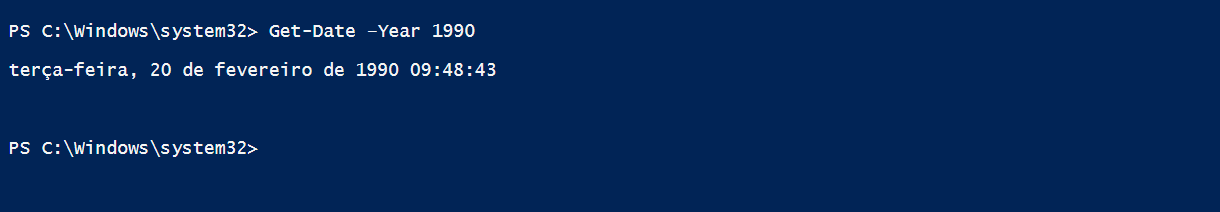 PS C:\Windows\system32> Get-Date –Year 1990
terça-feira, 20 de fevereiro de 1990 09:48:43
PS C:\Windows\system32>